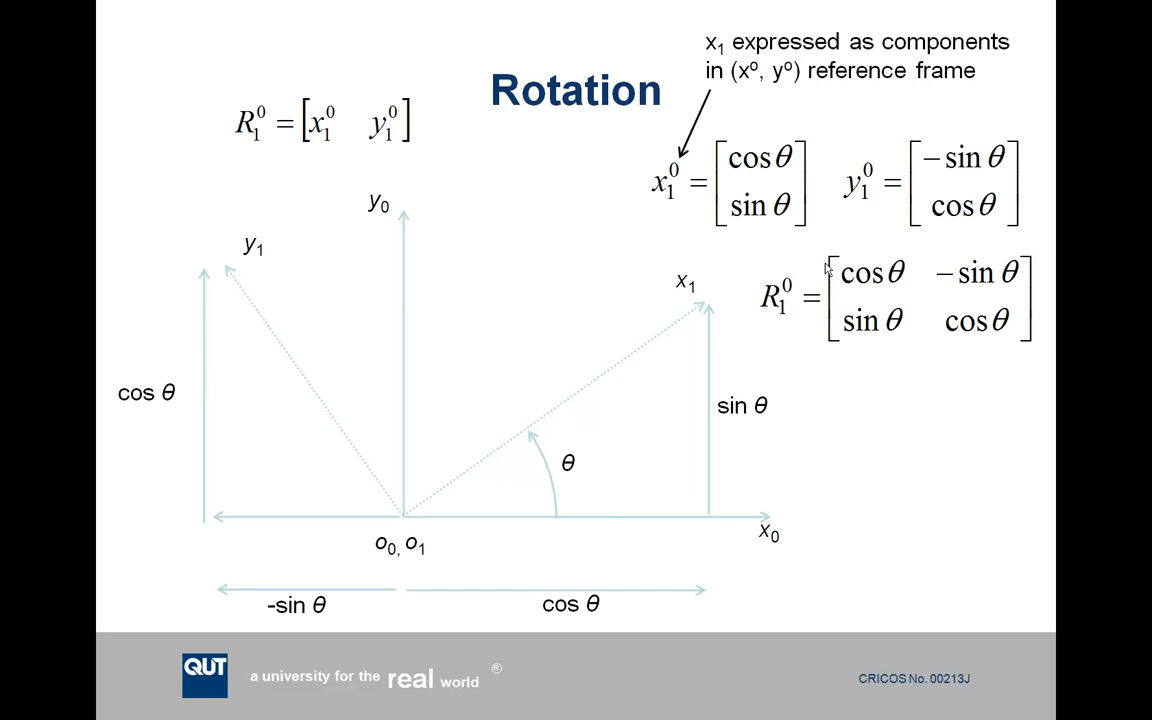 x₁ expressed as components
in (x⁰, y⁰) reference frame
Rotation
R₁⁰ = [x₁⁰ y₁⁰]
x₁⁰ = [cos θ; sin θ] y₁⁰ = [− sin θ; cos θ]
y₀
y₁
x₁
R₁⁰ = [cos θ − sin θ; sin θ cos θ]
cos θ
sin θ
θ
x₀
o₀, o₁
-sin θ
cos θ
QUT
a university for the real world ®
CRICOS No. 00213J